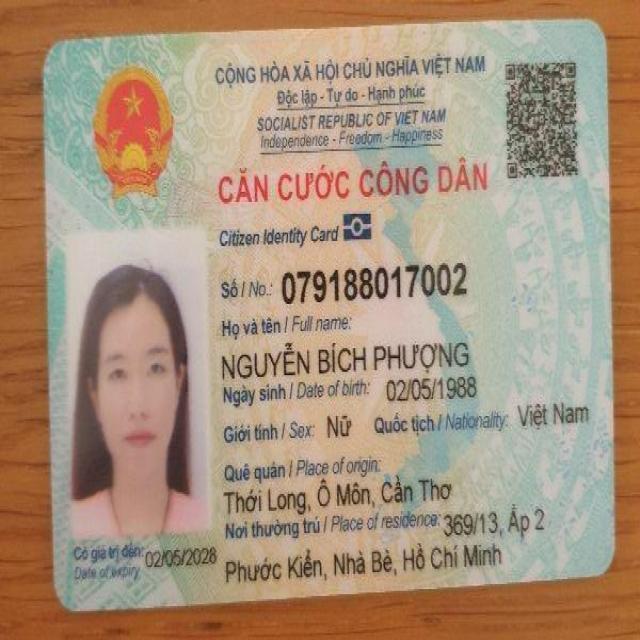 CỘNG HÒA XÃ HỘI CHỦ NGHĨA VIỆT NAM
Độc lập - Tự do - Hạnh phúc
SOCIALIST REPUBLIC OF VIET NAM
Independence - Freedom - Happiness
CĂN CƯỚC CÔNG DÂN
Citizen Identity Card
Số / No.: 079188017002
Họ và tên / Full name:
NGUYỄN BÍCH PHƯỢNG
Ngày sinh / Date of birth: 02/05/1988
Giới tính / Sex: Nữ Quốc tịch / Nationality: Việt Nam
Quê quán / Place of origin:
Thới Long, Ô Môn, Cần Thơ
Nơi thường trú / Place of residence: 369/13, Ấp 2
Phước Kiển, Nhà Bè, Hồ Chí Minh
Có giá trị đến: 02/05/2028
Date of expiry